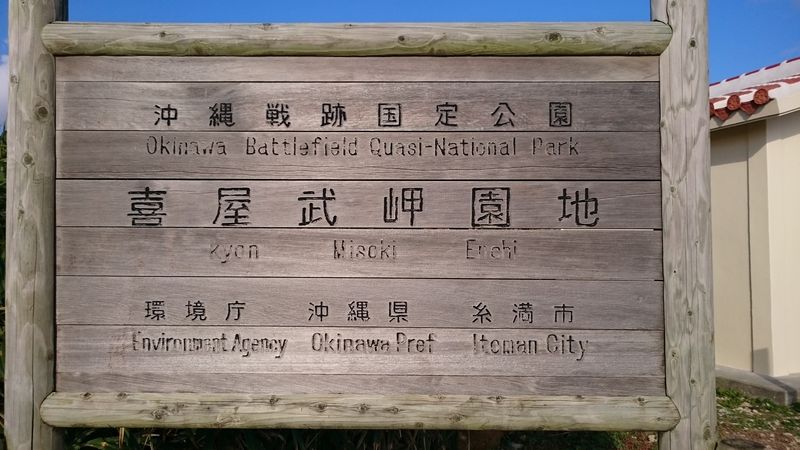 沖縄戦跡国定公園
Okinawa Battlefield Quasi-National Park
喜屋武岬園地
Kyan Misaki Enchi
環境庁 沖縄県 糸満市
Environment Agency Okinawa Pref Itoman City